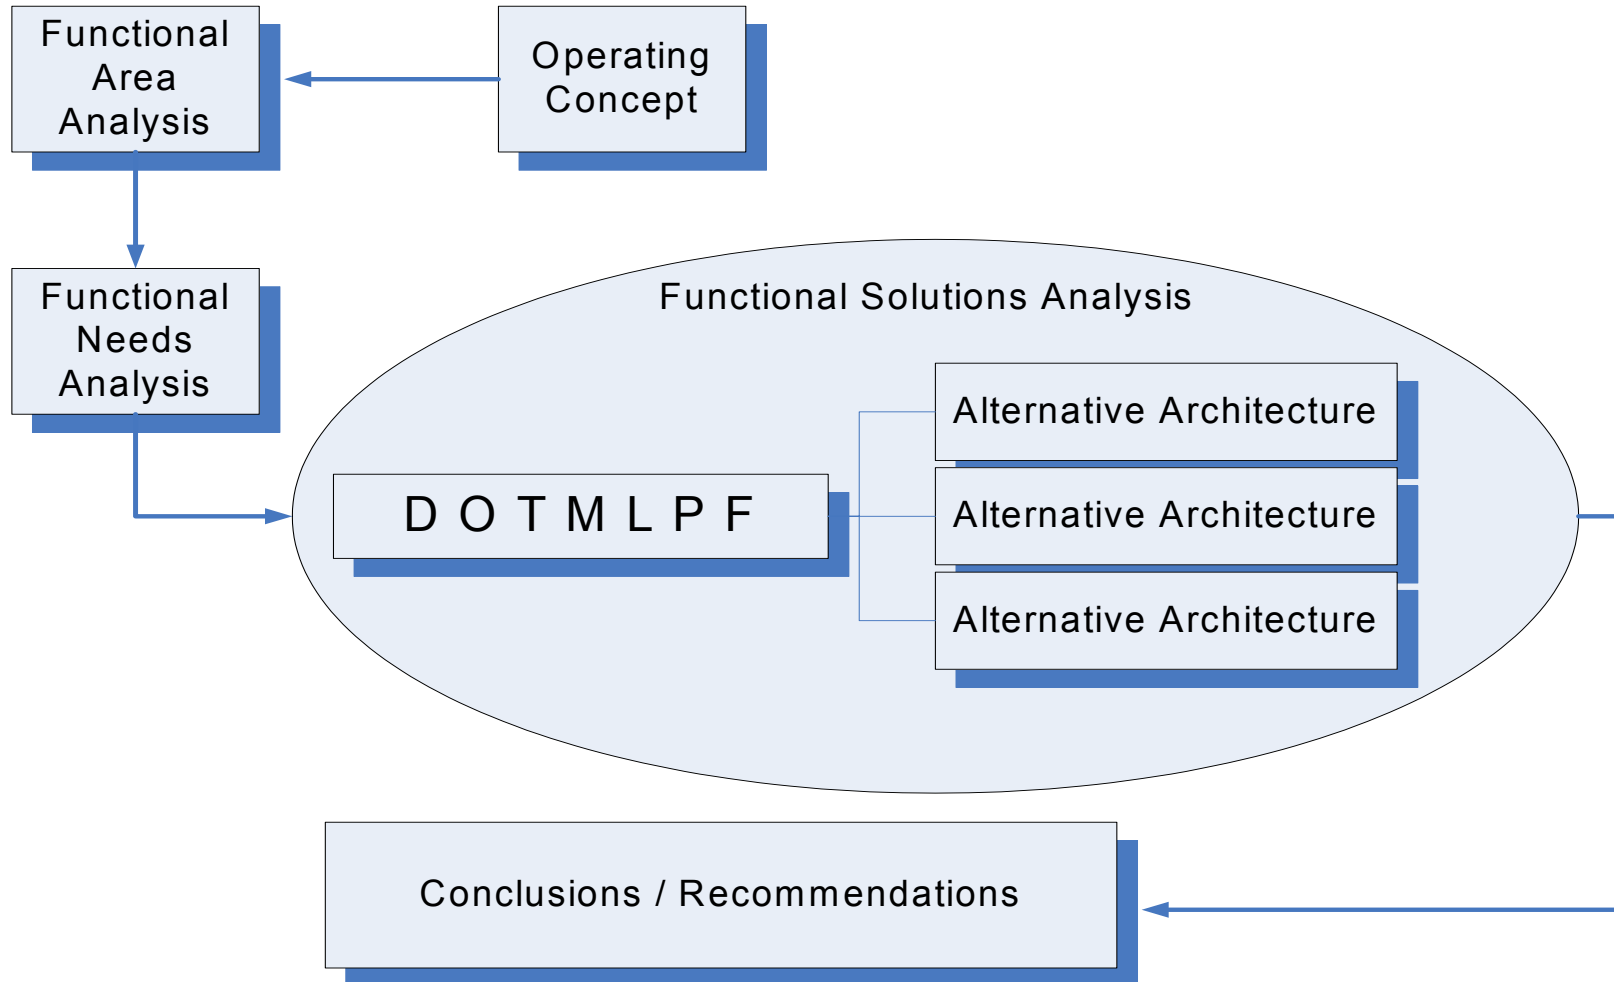 Functional
Area
Analysis
Operating
Concept
Functional
Needs
Analysis
Functional Solutions Analysis
D O T M L P F
Alternative Architecture
Alternative Architecture
Alternative Architecture
Conclusions / Recommendations